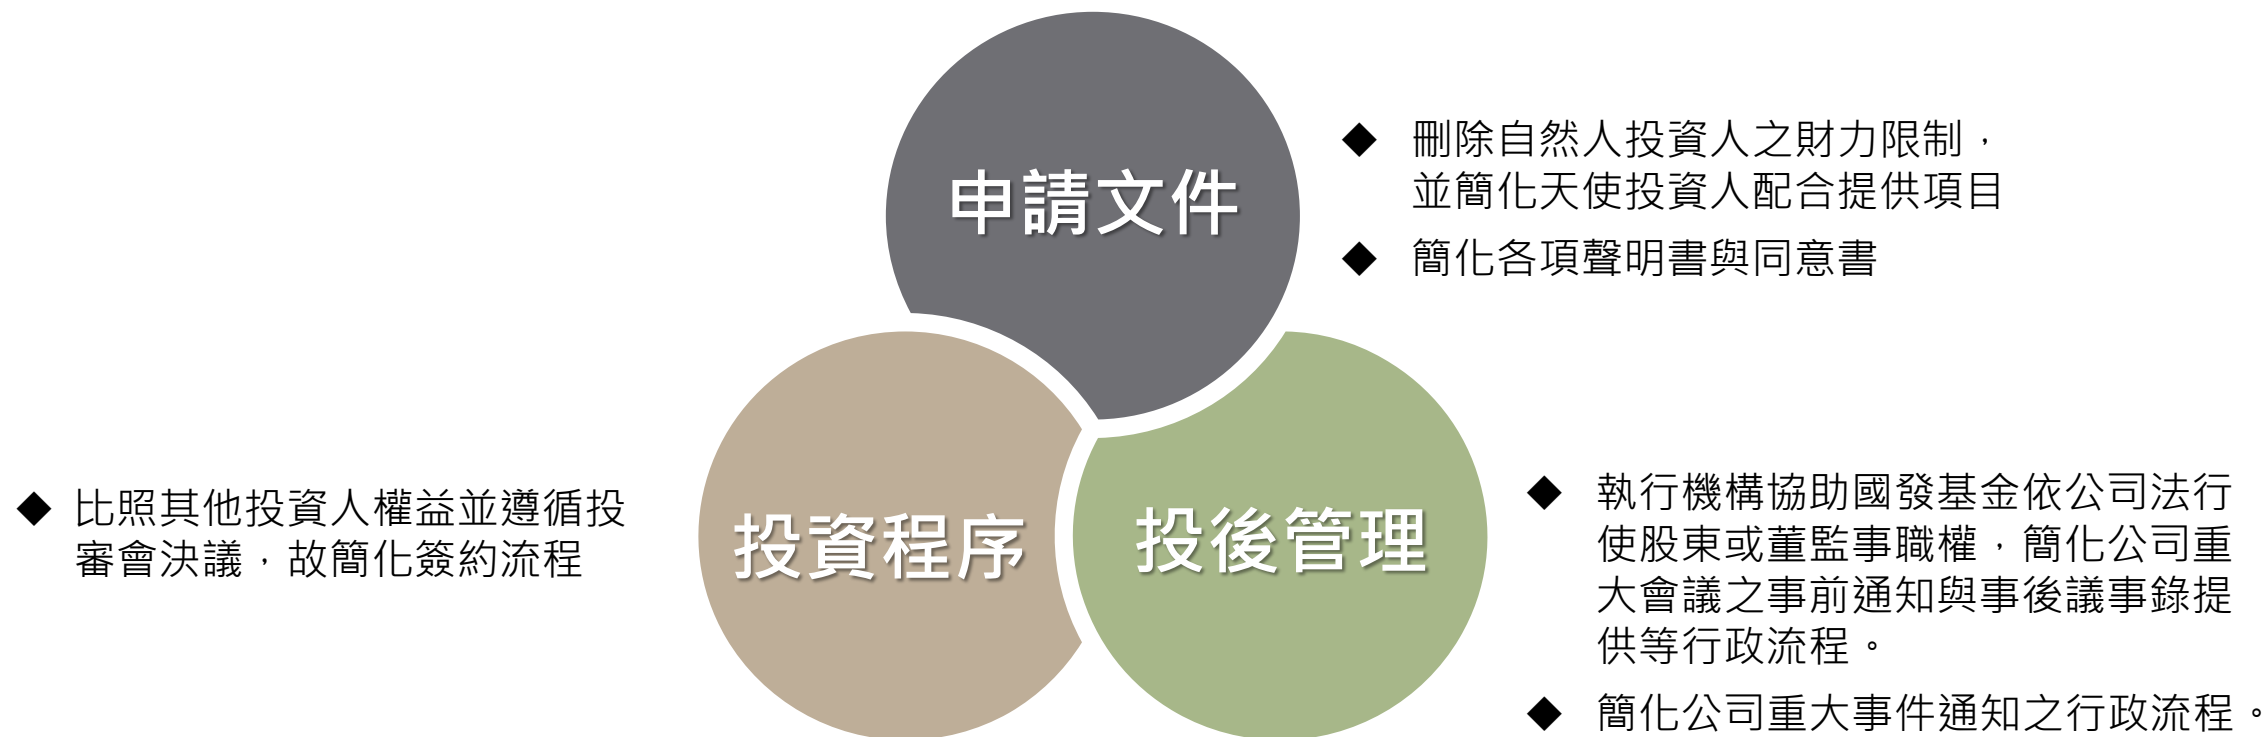 申請文件
◆ 刪除自然人投資人之財力限制，
並簡化天使投資人配合提供項目
◆ 簡化各項聲明書與同意書
投資程序
◆ 比照其他投資人權益並遵循投
審會決議，故簡化簽約流程
投後管理
◆ 執行機構協助國發基金依公司法行
使股東或董監事職權，簡化公司重
大會議之事前通知與事後議事錄提
供等行政流程。
◆ 簡化公司重大事件通知之行政流程。